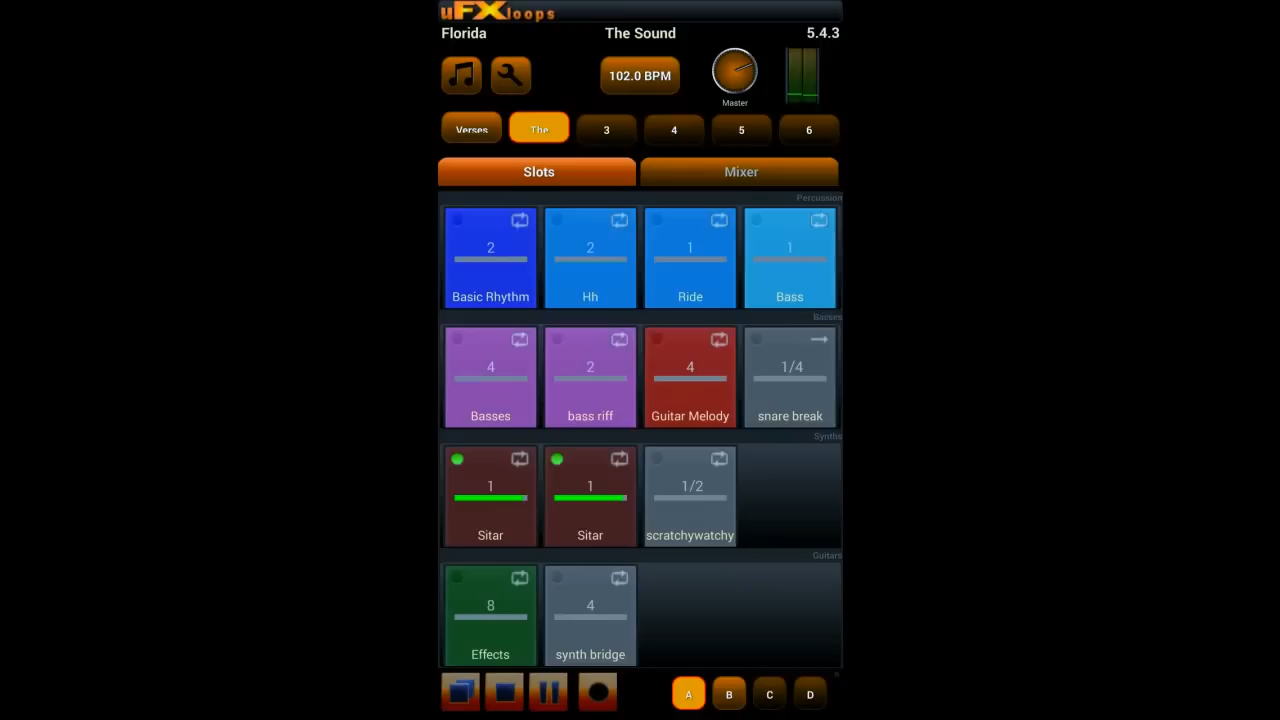 uFXloops
Florida The Sound 5.4.3
102.0 BPM
Master
Verses The 3 4 5 6
Slots Mixer
Percussion
2 2 1 1
Basic Rhythm Hh Ride Bass
Basses
4 2 4 1/4
Basses bass riff Guitar Melody snare break
Synths
1 1 1/2
Sitar Sitar scratchywatchy
Guitars
8 4
Effects synth bridge
A B C D